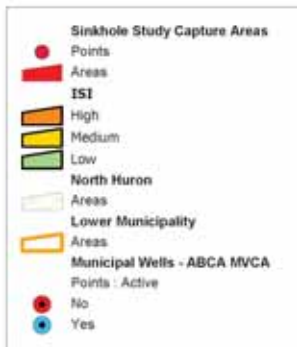 Sinkhole Study Capture Areas
Points
Areas
ISI
High
Medium
Low
North Huron
Areas
Lower Municipality
Areas
Municipal Wells - ABCA MVCA
Points : Active
No
Yes